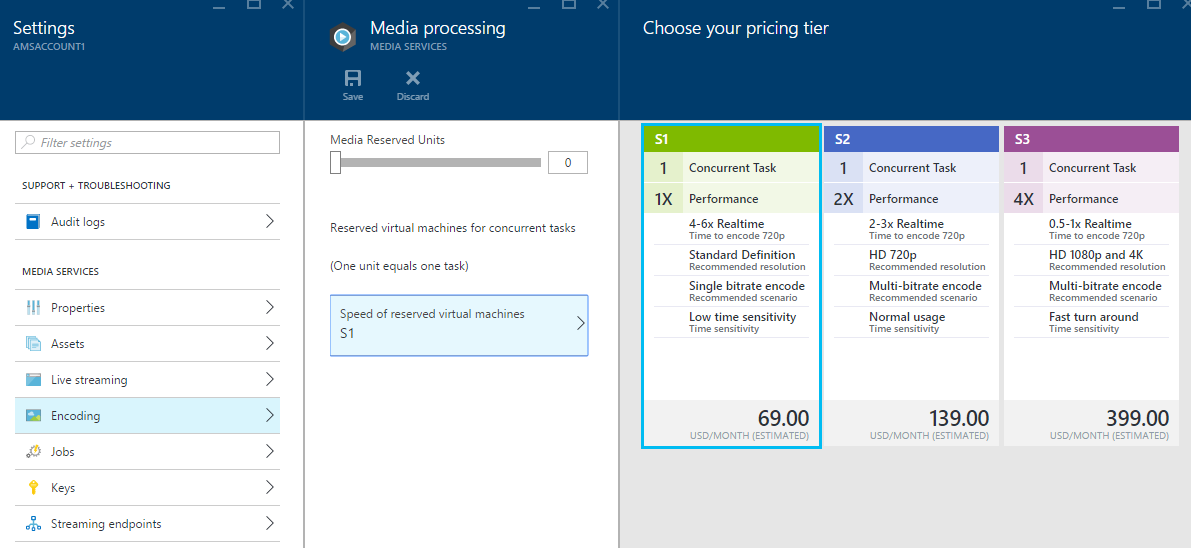 Settings
AMSACCOUNT1
Filter settings
SUPPORT + TROUBLESHOOTING
Audit logs
MEDIA SERVICES
Properties
Assets
Live streaming
Encoding
Jobs
Keys
Streaming endpoints
Media processing
MEDIA SERVICES
Save
Discard
Media Reserved Units
0
Reserved virtual machines for concurrent tasks
(One unit equals one task)
Speed of reserved virtual machines
S1
Choose your pricing tier
S1
1 Concurrent Task
1X Performance
4-6x Realtime
Time to encode 720p
Standard Definition
Recommended resolution
Single bitrate encode
Recommended scenario
Low time sensitivity
Time sensitivity
69.00
USD/MONTH (ESTIMATED)
S2
1 Concurrent Task
2X Performance
2-3x Realtime
Time to encode 720p
HD 720p
Recommended resolution
Multi-bitrate encode
Recommended scenario
Normal usage
Time sensitivity
139.00
USD/MONTH (ESTIMATED)
S3
1 Concurrent Task
4X Performance
0.5-1x Realtime
Time to encode 720p
HD 1080p and 4K
Recommended resolution
Multi-bitrate encode
Recommended scenario
Fast turn around
Time sensitivity
399.00
USD/MONTH (ESTIMATED)